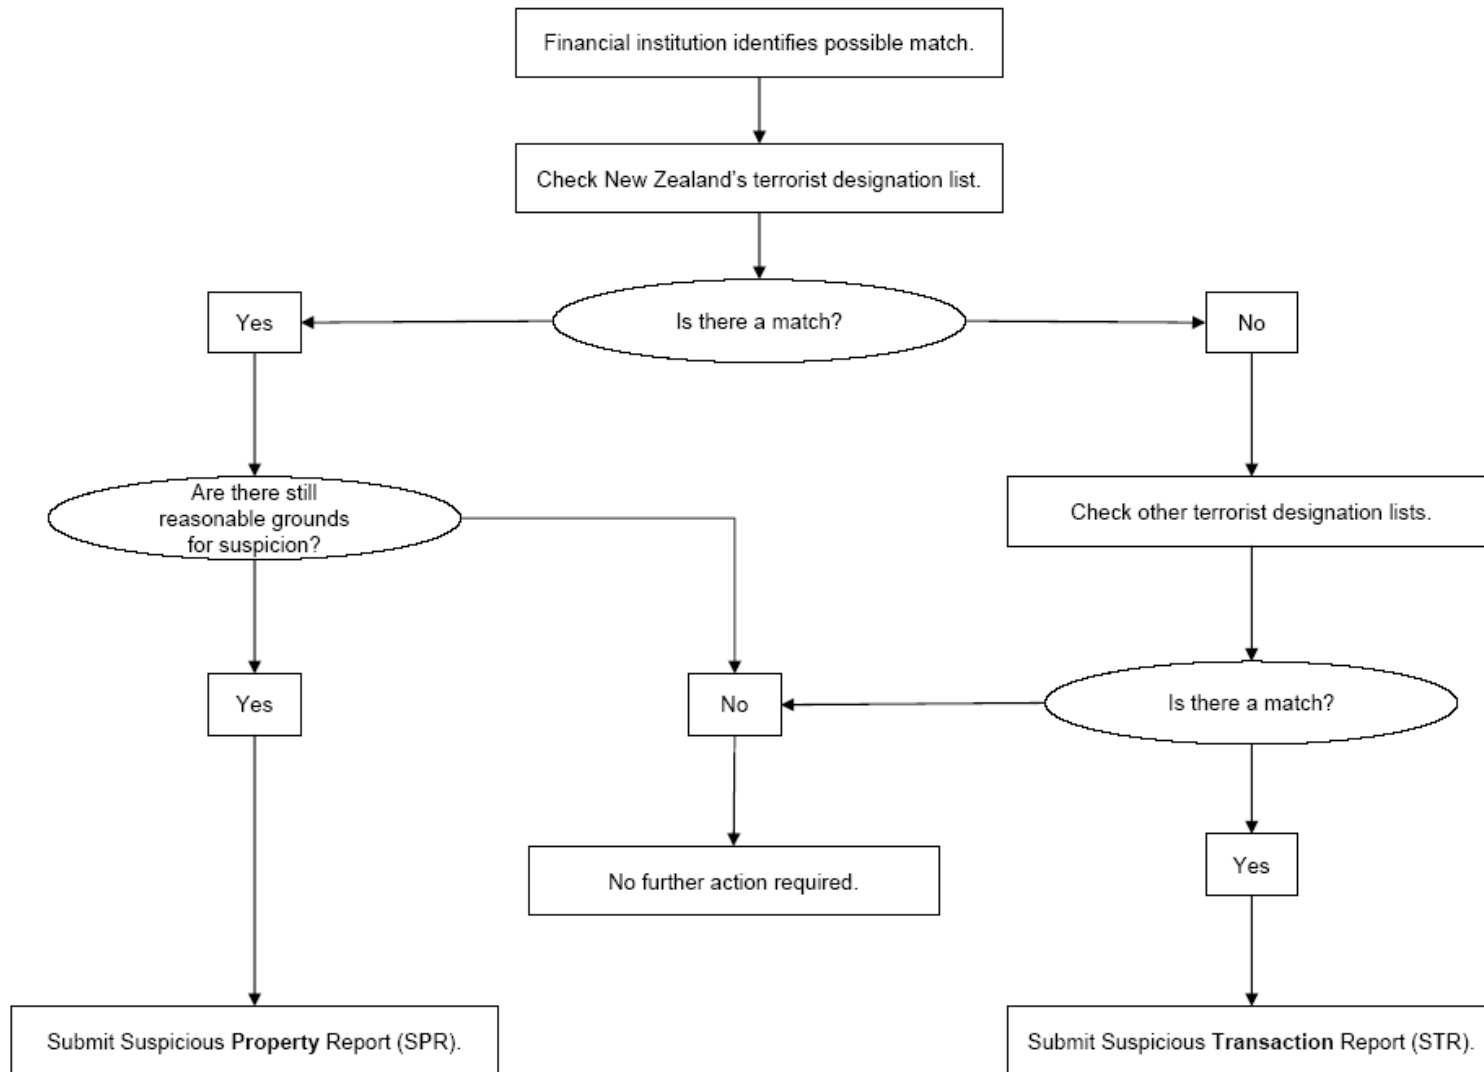 Financial institution identifies possible match.
Check New Zealand's terrorist designation list.
Yes
Is there a match?
No
Are there still
reasonable grounds
for suspicion?
Check other terrorist designation lists.
Yes
No
Is there a match?
No further action required.
Yes
Submit Suspicious Property Report (SPR).
Submit Suspicious Transaction Report (STR).